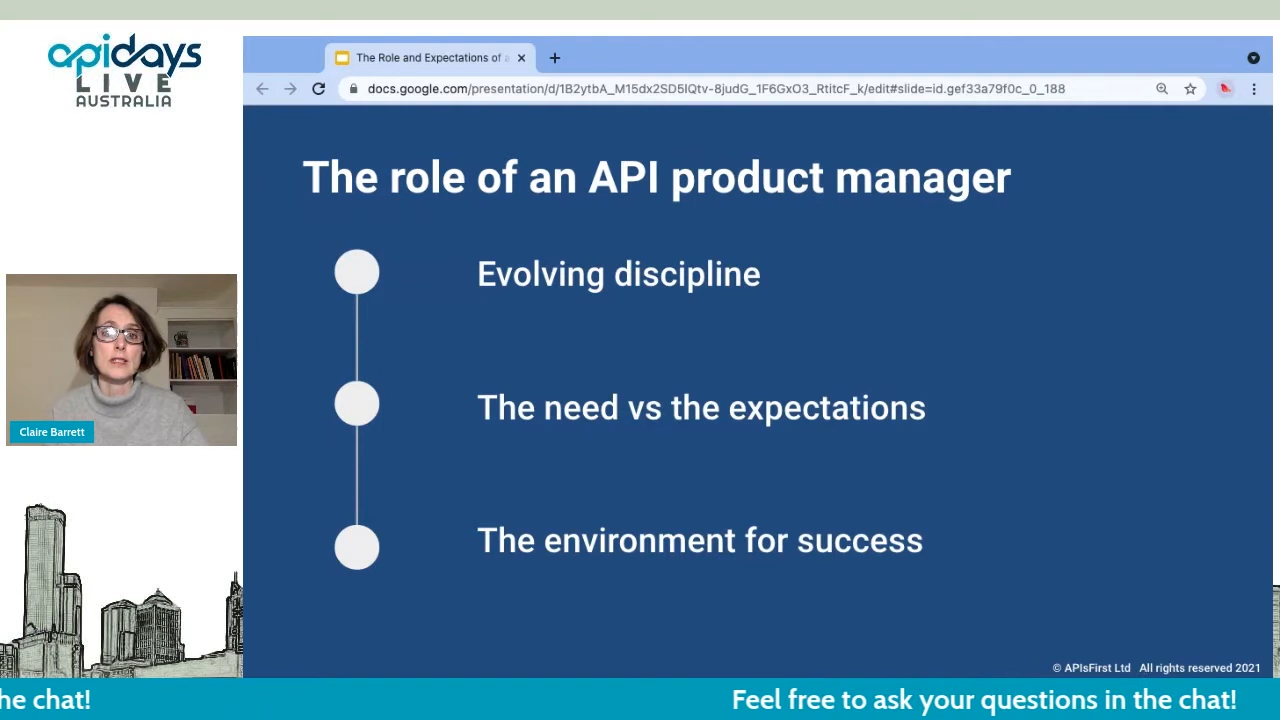 apidays
LIVE
AUSTRALIA
The Role and Expectations of a
docs.google.com/presentation/d/1B2ytbA_M15dx2SD5IQtv-8judG_1F6GxO3_RtitcF_k/edit#slide=id.gef33a79f0c_0_188
The role of an API product manager
Evolving discipline
The need vs the expectations
The environment for success
Claire Barrett
© APIsFirst Ltd All rights reserved 2021
he chat!
Feel free to ask your questions in the chat!